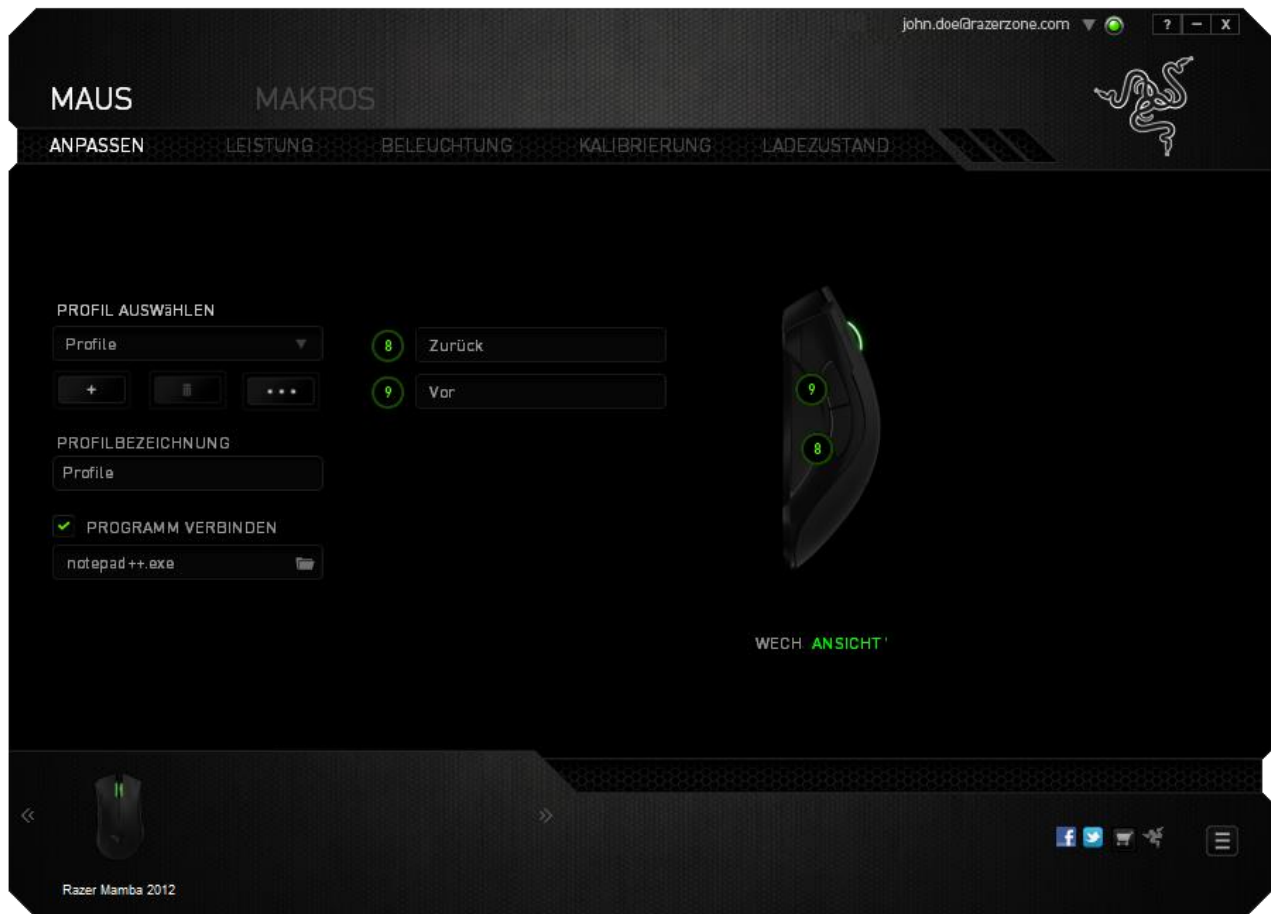 john.doe@razerzone.com
? – X
MAUS MAKROS
ANPASSEN LEISTUNG BELEUCHTUNG KALIBRIERUNG LADEZUSTAND
PROFIL AUSWäHLEN
Profile
8 Zurück
+ •••
9 Vor
PROFILBEZEICHNUNG
Profile
PROGRAMM VERBINDEN
notepad++.exe
9
8
WECH ANSICHT'
Razer Mamba 2012